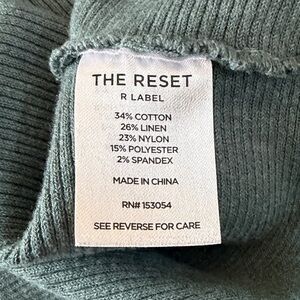 THE RESET
R LABEL
34% COTTON
26% LINEN
23% NYLON
15% POLYESTER
2% SPANDEX
MADE IN CHINA
RN# 153054
SEE REVERSE FOR CARE